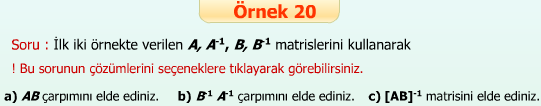 Örnek 20
Soru : İlk iki örnekte verilen A, A-1, B, B-1 matrislerini kullanarak
! Bu sorunun çözümlerini seçeneklere tıklayarak görebilirsiniz.
a) AB çarpımını elde ediniz. b) B-1 A-1 çarpımını elde ediniz. c) [AB]-1 matrisini elde ediniz.